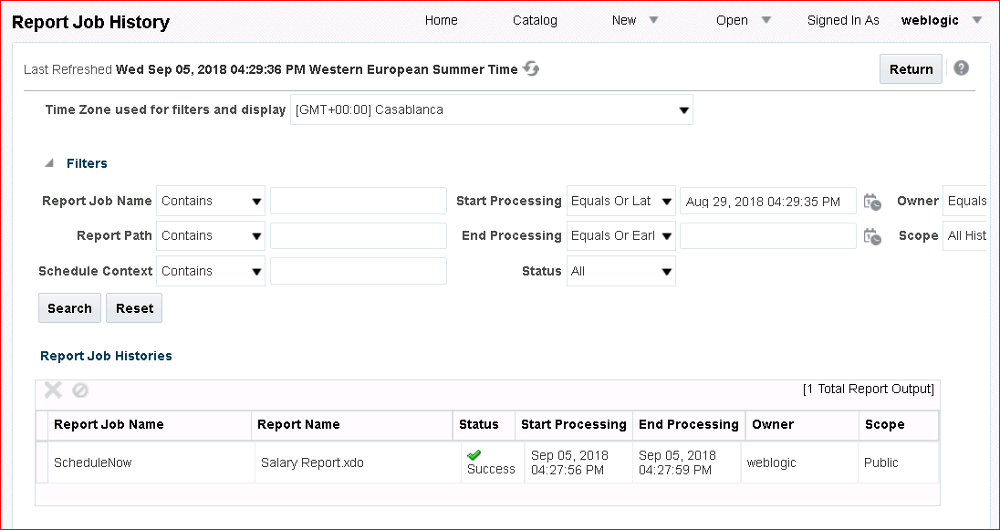 Report Job History Home Catalog New Open Signed In As weblogic
Last Refreshed Wed Sep 05, 2018 04:29:36 PM Western European Summer Time Return
Time Zone used for filters and display [GMT+00:00] Casablanca
Filters
Report Job Name Contains Start Processing Equals Or Lat Aug 29, 2018 04:29:35 PM Owner Equals
Report Path Contains End Processing Equals Or Earl Scope All Hist
Schedule Context Contains Status All
Search Reset
Report Job Histories
[1 Total Report Output]
Report Job Name Report Name Status Start Processing End Processing Owner Scope
ScheduleNow Salary Report.xdo Success Sep 05, 2018 Sep 05, 2018 weblogic Public
04:27:56 PM 04:27:59 PM